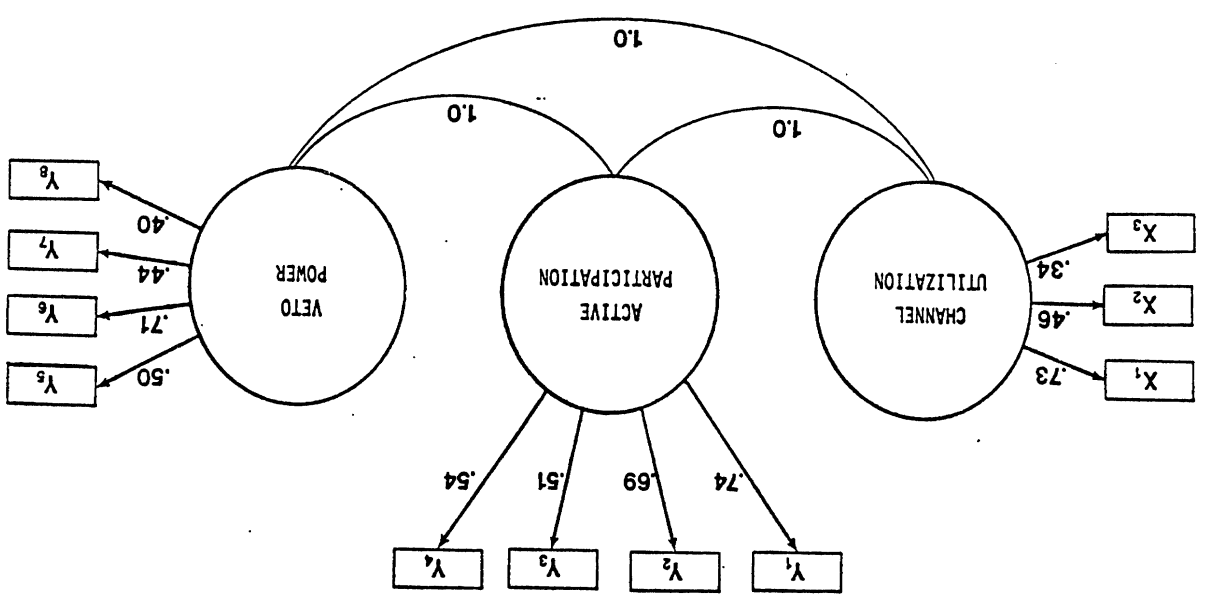 Y₁
Y₂
Y₃
Y₄
.74
.69
.51
.54
X₁
.73
X₂
.46
X₃
.34
CHANNEL
UTILIZATION
ACTIVE
PARTICIPATION
VETO
POWER
.50
Y₅
.71
Y₆
.44
Y₇
.40
Y₈
1.0
1.0
1.0